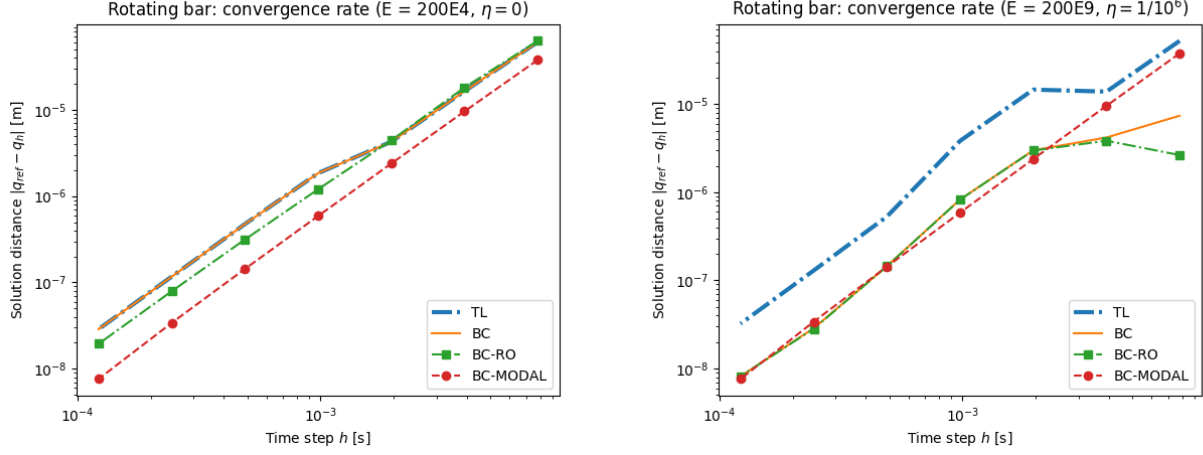 Rotating bar: convergence rate (E = 200E4, η = 0)
Solution distance |q_ref − q_h| [m]
10⁻⁵
10⁻⁶
10⁻⁷
10⁻⁸
TL
BC
BC-RO
BC-MODAL
10⁻⁴
10⁻³
Time step h [s]
Rotating bar: convergence rate (E = 200E9, η = 1/10⁶)
Solution distance |q_ref − q_h| [m]
10⁻⁵
10⁻⁶
10⁻⁷
10⁻⁸
TL
BC
BC-RO
BC-MODAL
10⁻⁴
10⁻³
Time step h [s]